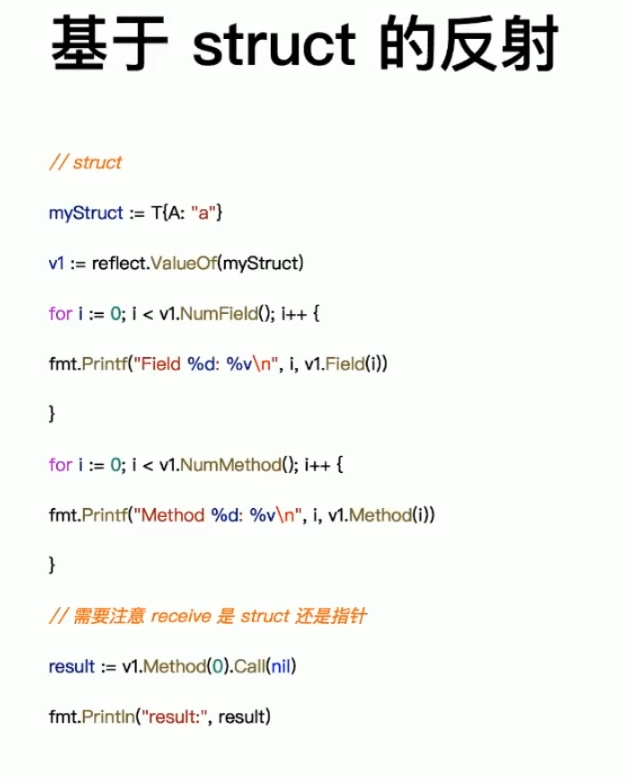 基于 struct 的反射
// struct
myStruct := T{A: "a"}
v1 := reflect.ValueOf(myStruct)
for i := 0; i < v1.NumField(); i++ {
fmt.Printf("Field %d: %v\n", i, v1.Field(i))
}
for i := 0; i < v1.NumMethod(); i++ {
fmt.Printf("Method %d: %v\n", i, v1.Method(i))
}
// 需要注意 receive 是 struct 还是指针
result := v1.Method(0).Call(nil)
fmt.Println("result:", result)